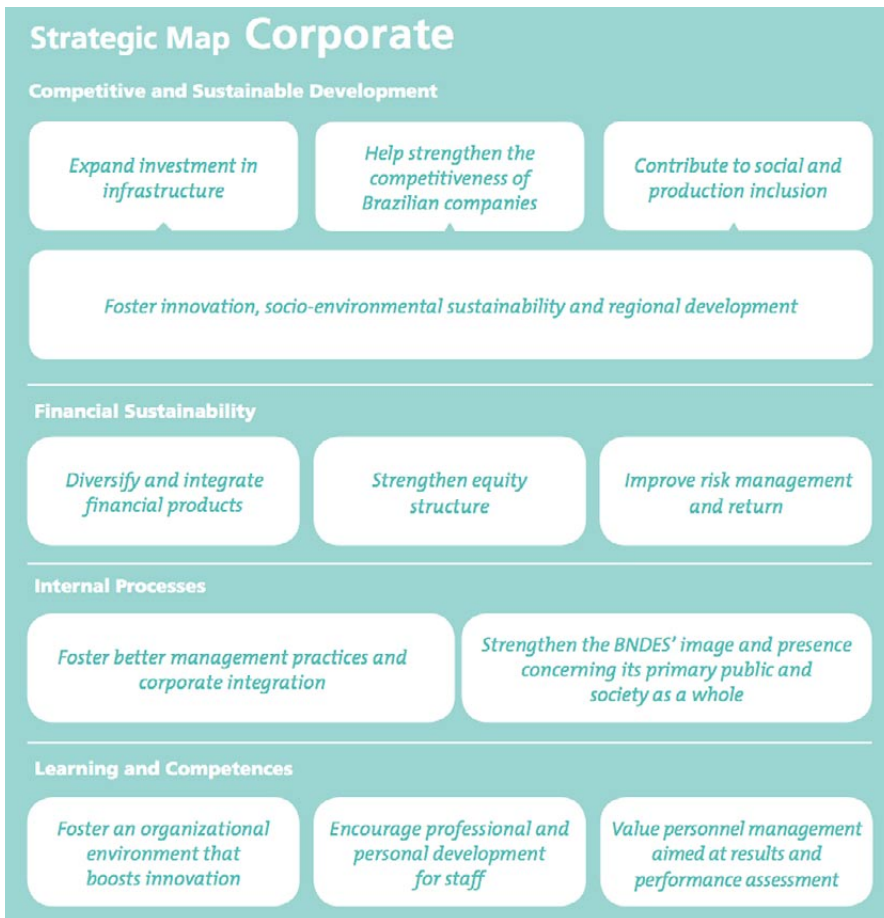 Strategic Map Corporate
Competitive and Sustainable Development
Expand investment in
infrastructure
Help strengthen the
competitiveness of
Brazilian companies
Contribute to social and
production inclusion
Foster innovation, socio-environmental sustainability and regional development
Financial Sustainability
Diversify and integrate
financial products
Strengthen equity
structure
Improve risk management
and return
Internal Processes
Foster better management practices and
corporate integration
Strengthen the BNDES' image and presence
concerning its primary public and
society as a whole
Learning and Competences
Foster an organizational
environment that
boosts innovation
Encourage professional and
personal development
for staff
Value personnel management
aimed at results and
performance assessment